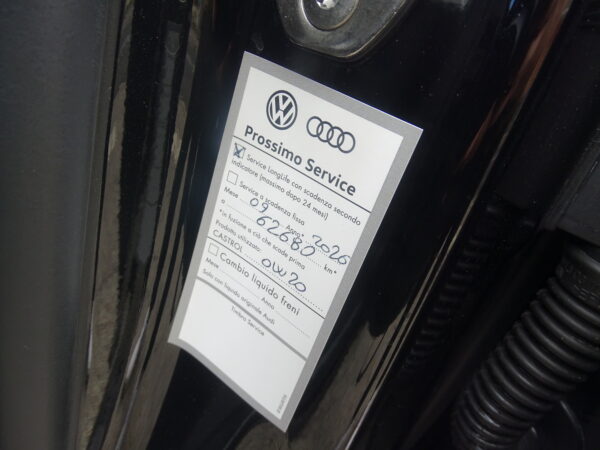 Prossimo Service
Service LongLife con scadenza secondo
indicatore (massimo dopo 24 mesi)
Service a scadenza fissa
Mese 09 Anno 2026
o 62680 km*
*in funzione a ciò che scade prima
Prodotto utilizzato:
CASTROL 0W20
Cambio liquido freni
Mese Anno
Solo con liquido originale Audi
Timbro Service